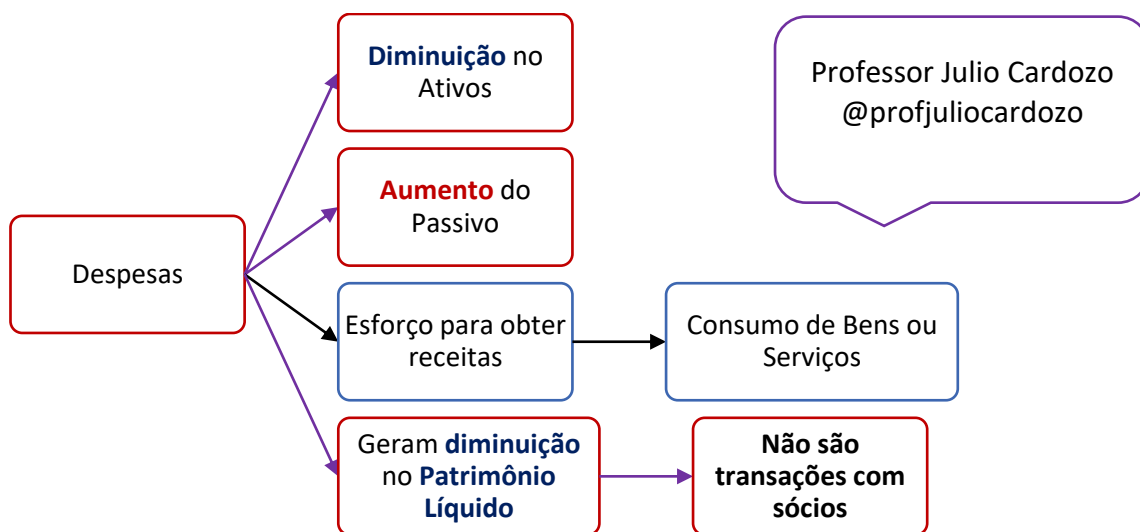 Diminuição no
Ativos
Professor Julio Cardozo
@profjuliocardozo
Aumento do
Passivo
Despesas
Esforço para obter
receitas
Consumo de Bens ou
Serviços
Geram diminuição
no Patrimônio
Líquido
Não são
transações com
sócios